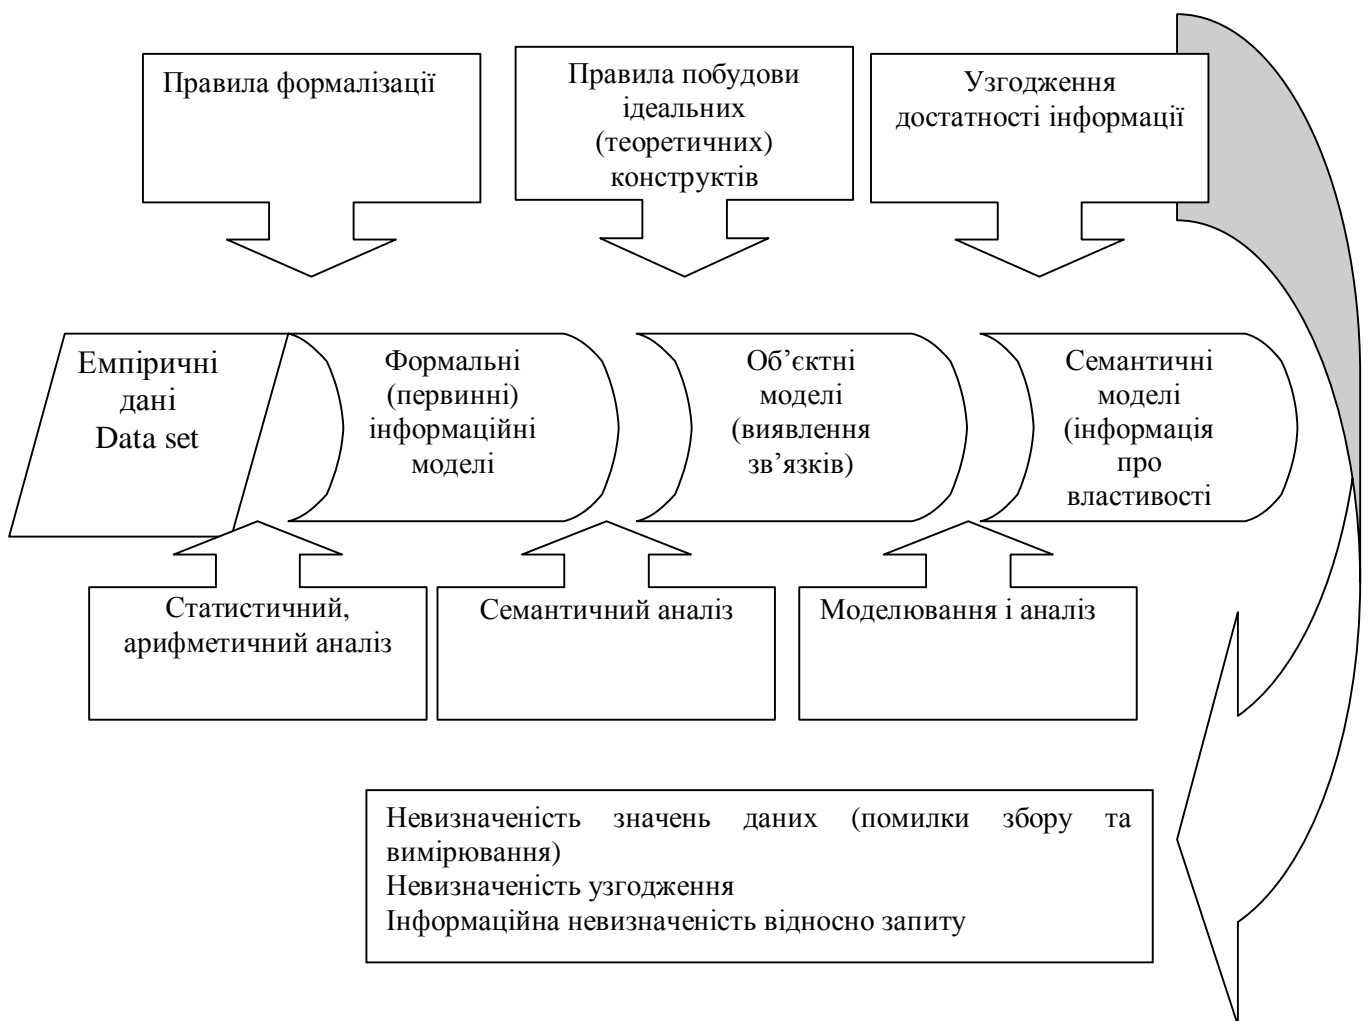 Правила формалізації
Правила побудови
ідеальних
(теоретичних)
конструктів
Узгодження
достатності інформації
Емпіричні
дані
Data set
Формальні
(первинні)
інформаційні
моделі
Об’єктні
моделі
(виявлення
зв’язків)
Семантичні
моделі
(інформація
про
властивості
Статистичний,
арифметичний аналіз
Семантичний аналіз
Моделювання і аналіз
Невизначеність значень даних (помилки збору та
вимірювання)
Невизначеність узгодження
Інформаційна невизначеність відносно запиту